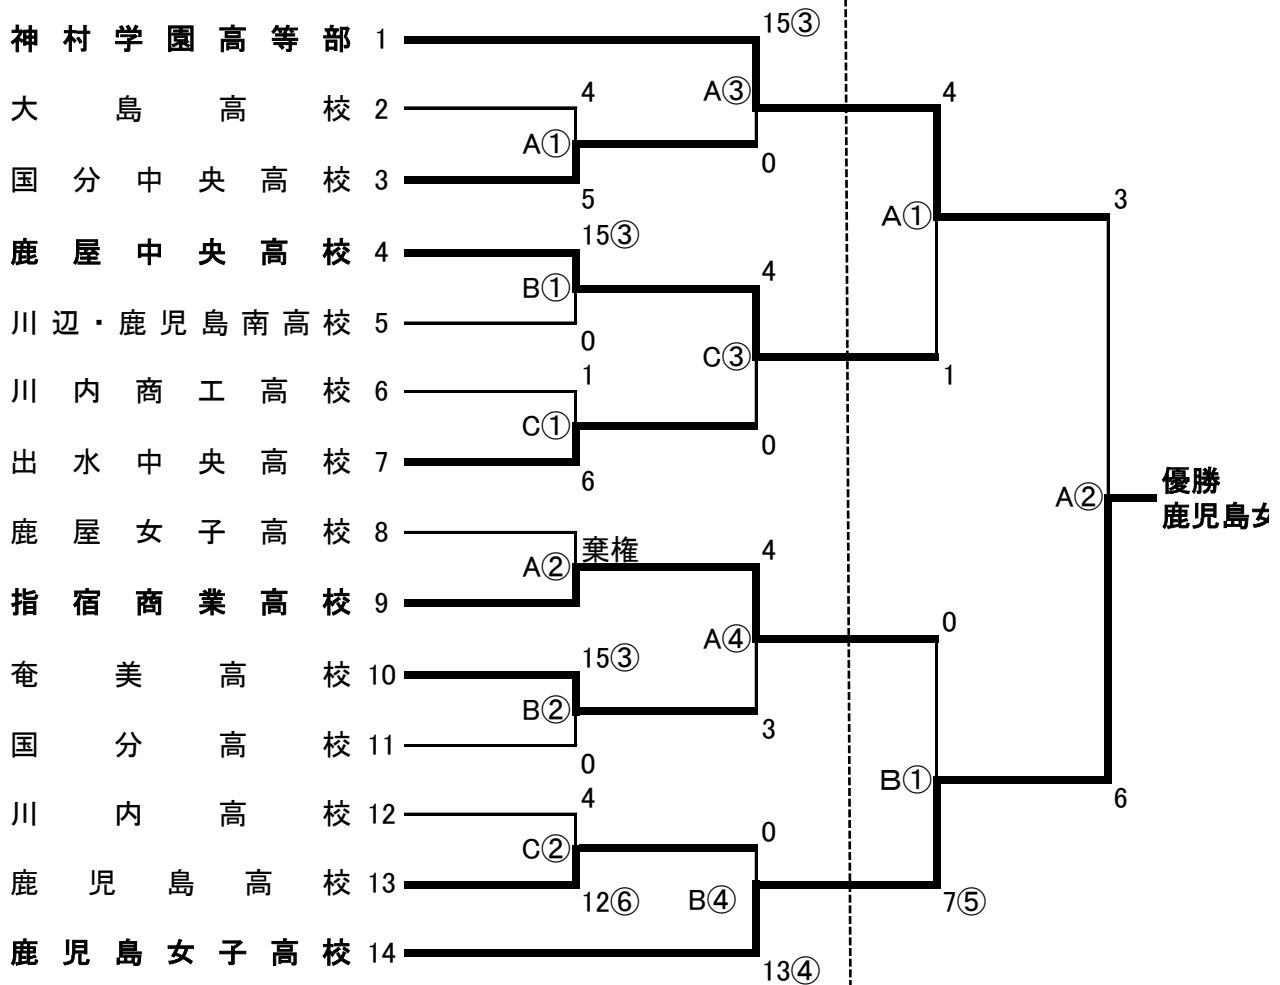 15③
神村学園高等部 1
A③
4
4
大島高校 2
A①
0
国分中央高校 3
5
3
A①
15③
鹿屋中央高校 4
4
B①
川辺・鹿児島南高校 5
0
C③
1
1
川内商工高校 6
C①
0
出水中央高校 7
6
優勝
A②
鹿児島女
鹿屋女子高校 8
棄権
4
A②
指宿商業高校 9
0
A④
15③
奄美高校 10
B②
3
国分高校 11
0
B①
4
6
川内高校 12
0
C②
鹿児島高校 13
12⑥
B④
7⑤
鹿児島女子高校 14
13④